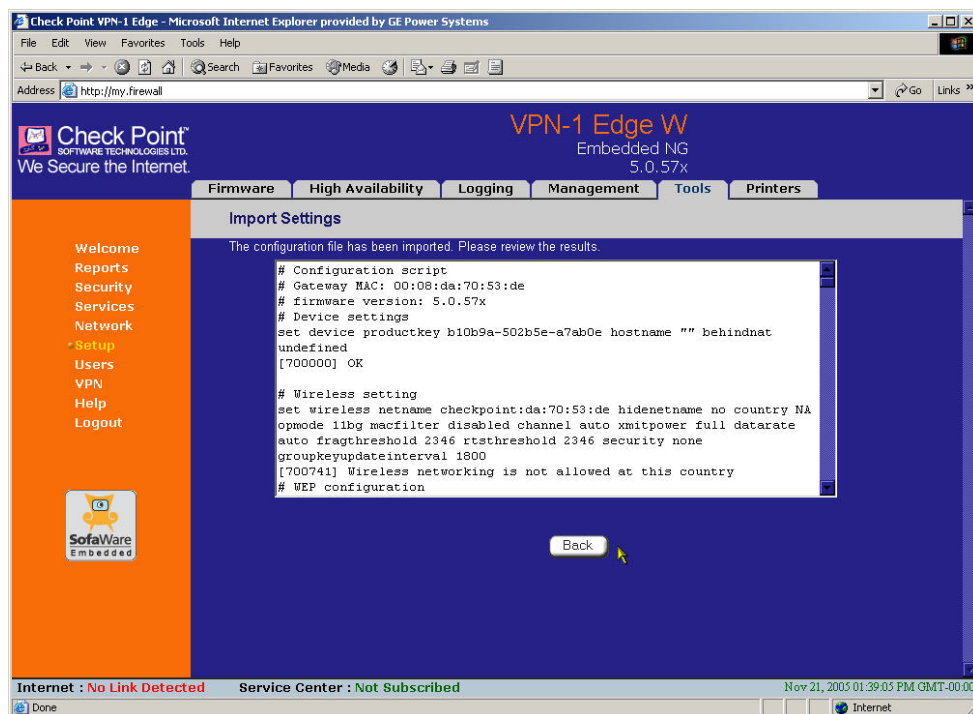 Check Point VPN-1 Edge - Microsoft Internet Explorer provided by GE Power Systems
File Edit View Favorites Tools Help
Back Search Favorites Media
Address http://my.firewall Go Links »
Check Point™
SOFTWARE TECHNOLOGIES LTD.
We Secure the Internet.
VPN-1 Edge W
Embedded NG
5.0.57x
Firmware High Availability Logging Management Tools Printers
Import Settings
Welcome
Reports
Security
Services
Network
Setup
Users
VPN
Help
Logout
SofaWare
Embedded
The configuration file has been imported. Please review the results.
# Configuration script
# Gateway MAC: 00:08:da:70:53:de
# firmware version: 5.0.57x
# Device settings
set device productkey b10b9a-502b5e-a7ab0e hostname "" behindnat
undefined
[700000] OK
# Wireless setting
set wireless netname checkpoint:da:70:53:de hidenetname no country NA
opmode 11bg macfilter disabled channel auto xmitpower full datarate
auto fragthreshold 2346 rtsthreshold 2346 security none
groupkeyupdateinterval 1800
[700741] Wireless networking is not allowed at this country
# WEP configuration
Back
Internet : No Link Detected Service Center : Not Subscribed Nov 21, 2005 01:39:05 PM GMT-00:00
Done Internet